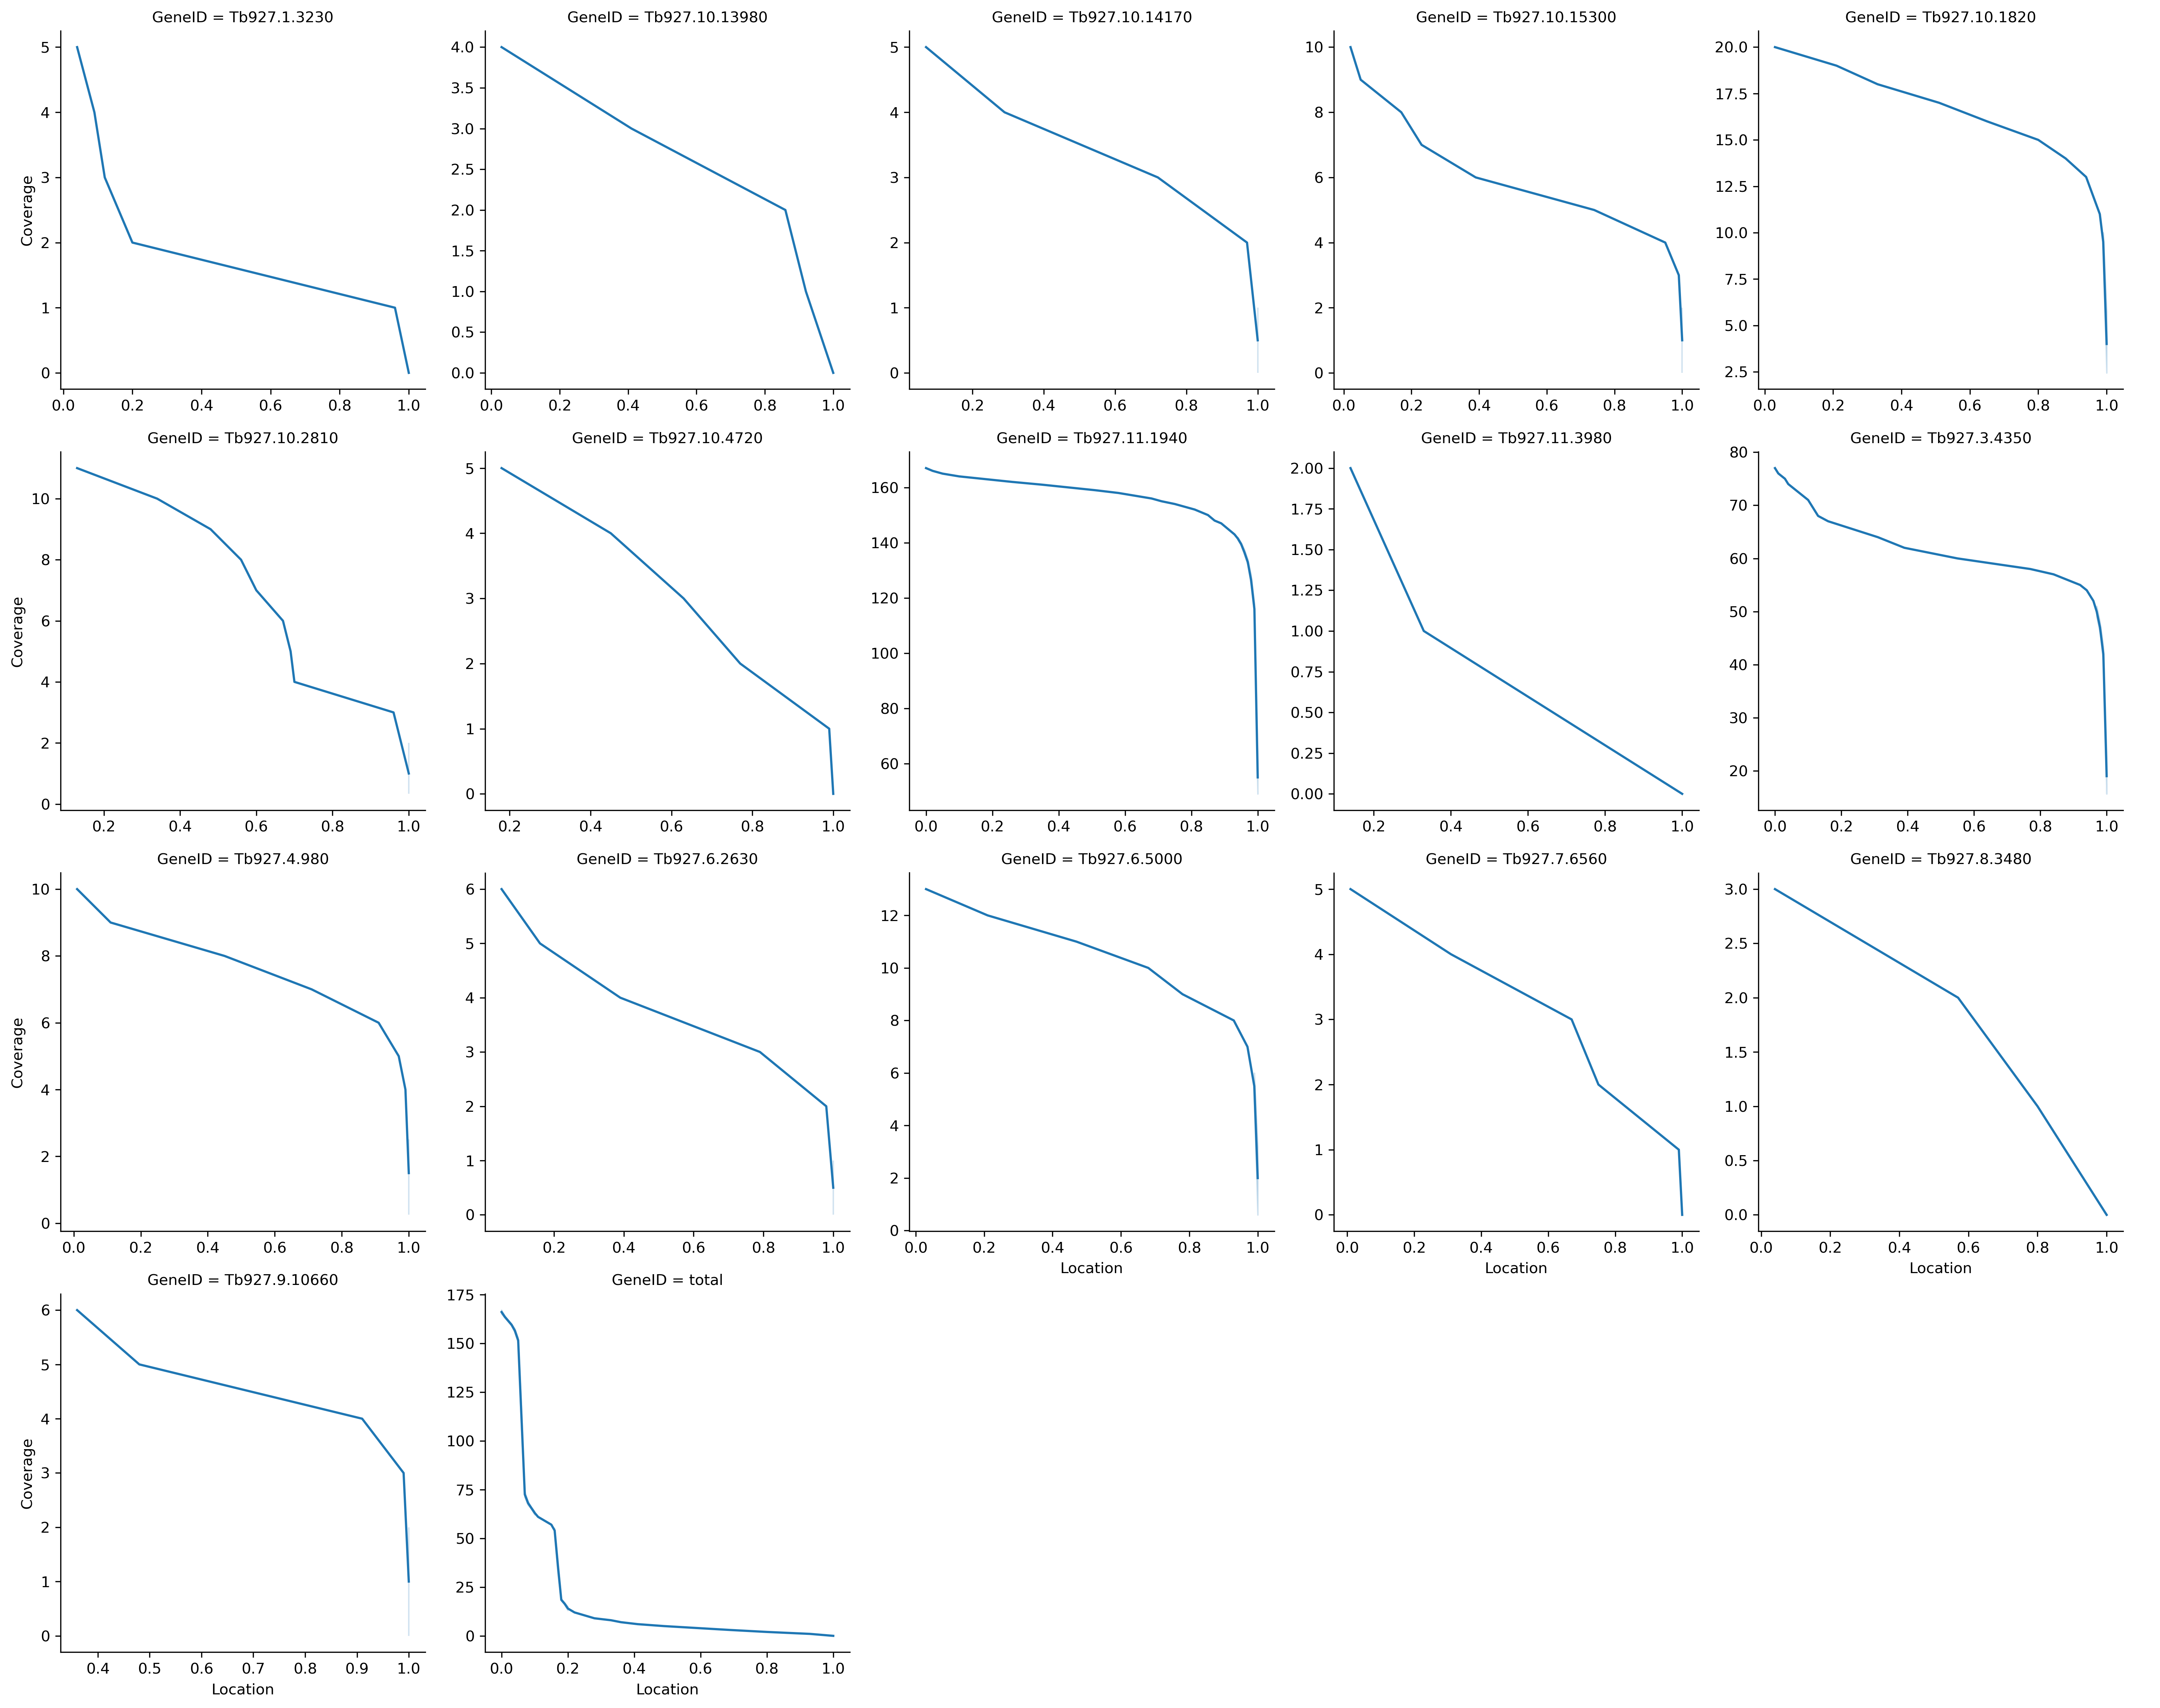 GeneID = Tb927.1.3230
GeneID = Tb927.10.13980
GeneID = Tb927.10.14170
GeneID = Tb927.10.15300
GeneID = Tb927.10.1820
Coverage
5
4
3
2
1
0
0.0 0.2 0.4 0.6 0.8 1.0
4.0
3.5
3.0
2.5
2.0
1.5
1.0
0.5
0.0
0.0 0.2 0.4 0.6 0.8 1.0
5
4
3
2
1
0
0.2 0.4 0.6 0.8 1.0
10
8
6
4
2
0
0.0 0.2 0.4 0.6 0.8 1.0
20.0
17.5
15.0
12.5
10.0
7.5
5.0
2.5
0.0 0.2 0.4 0.6 0.8 1.0
GeneID = Tb927.10.2810
GeneID = Tb927.10.4720
GeneID = Tb927.11.1940
GeneID = Tb927.11.3980
GeneID = Tb927.3.4350
Coverage
10
8
6
4
2
0
0.2 0.4 0.6 0.8 1.0
5
4
3
2
1
0
0.2 0.4 0.6 0.8 1.0
160
140
120
100
80
60
0.0 0.2 0.4 0.6 0.8 1.0
2.00
1.75
1.50
1.25
1.00
0.75
0.50
0.25
0.00
0.2 0.4 0.6 0.8 1.0
80
70
60
50
40
30
20
0.0 0.2 0.4 0.6 0.8 1.0
GeneID = Tb927.4.980
GeneID = Tb927.6.2630
GeneID = Tb927.6.5000
GeneID = Tb927.7.6560
GeneID = Tb927.8.3480
Coverage
10
8
6
4
2
0
0.0 0.2 0.4 0.6 0.8 1.0
6
5
4
3
2
1
0
0.2 0.4 0.6 0.8 1.0
12
10
8
6
4
2
0
0.0 0.2 0.4 0.6 0.8 1.0
Location
5
4
3
2
1
0
0.0 0.2 0.4 0.6 0.8 1.0
Location
3.0
2.5
2.0
1.5
1.0
0.5
0.0
0.0 0.2 0.4 0.6 0.8 1.0
Location
GeneID = Tb927.9.10660
GeneID = total
Coverage
6
5
4
3
2
1
0
0.4 0.5 0.6 0.7 0.8 0.9 1.0
Location
175
150
125
100
75
50
25
0
0.0 0.2 0.4 0.6 0.8 1.0
Location